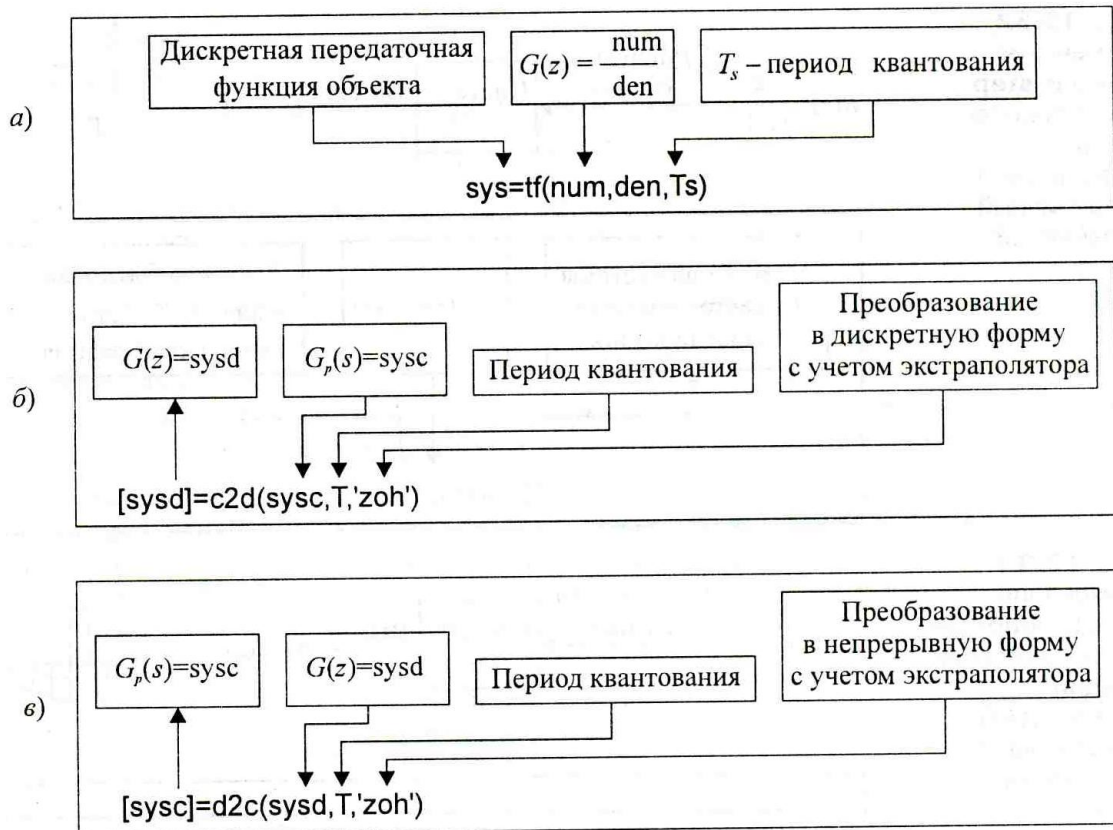 Дискретная передаточная
функция объекта
G(z) = num
den
T_s – период квантования
а)
sys=tf(num,den,Ts)
G(z)=sysd
G_p(s)=sysc
Период квантования
Преобразование
в дискретную форму
с учетом экстраполятора
б)
[sysd]=c2d(sysc,T,'zoh')
G_p(s)=sysc
G(z)=sysd
Период квантования
Преобразование
в непрерывную форму
с учетом экстраполятора
в)
[sysc]=d2c(sysd,T,'zoh')